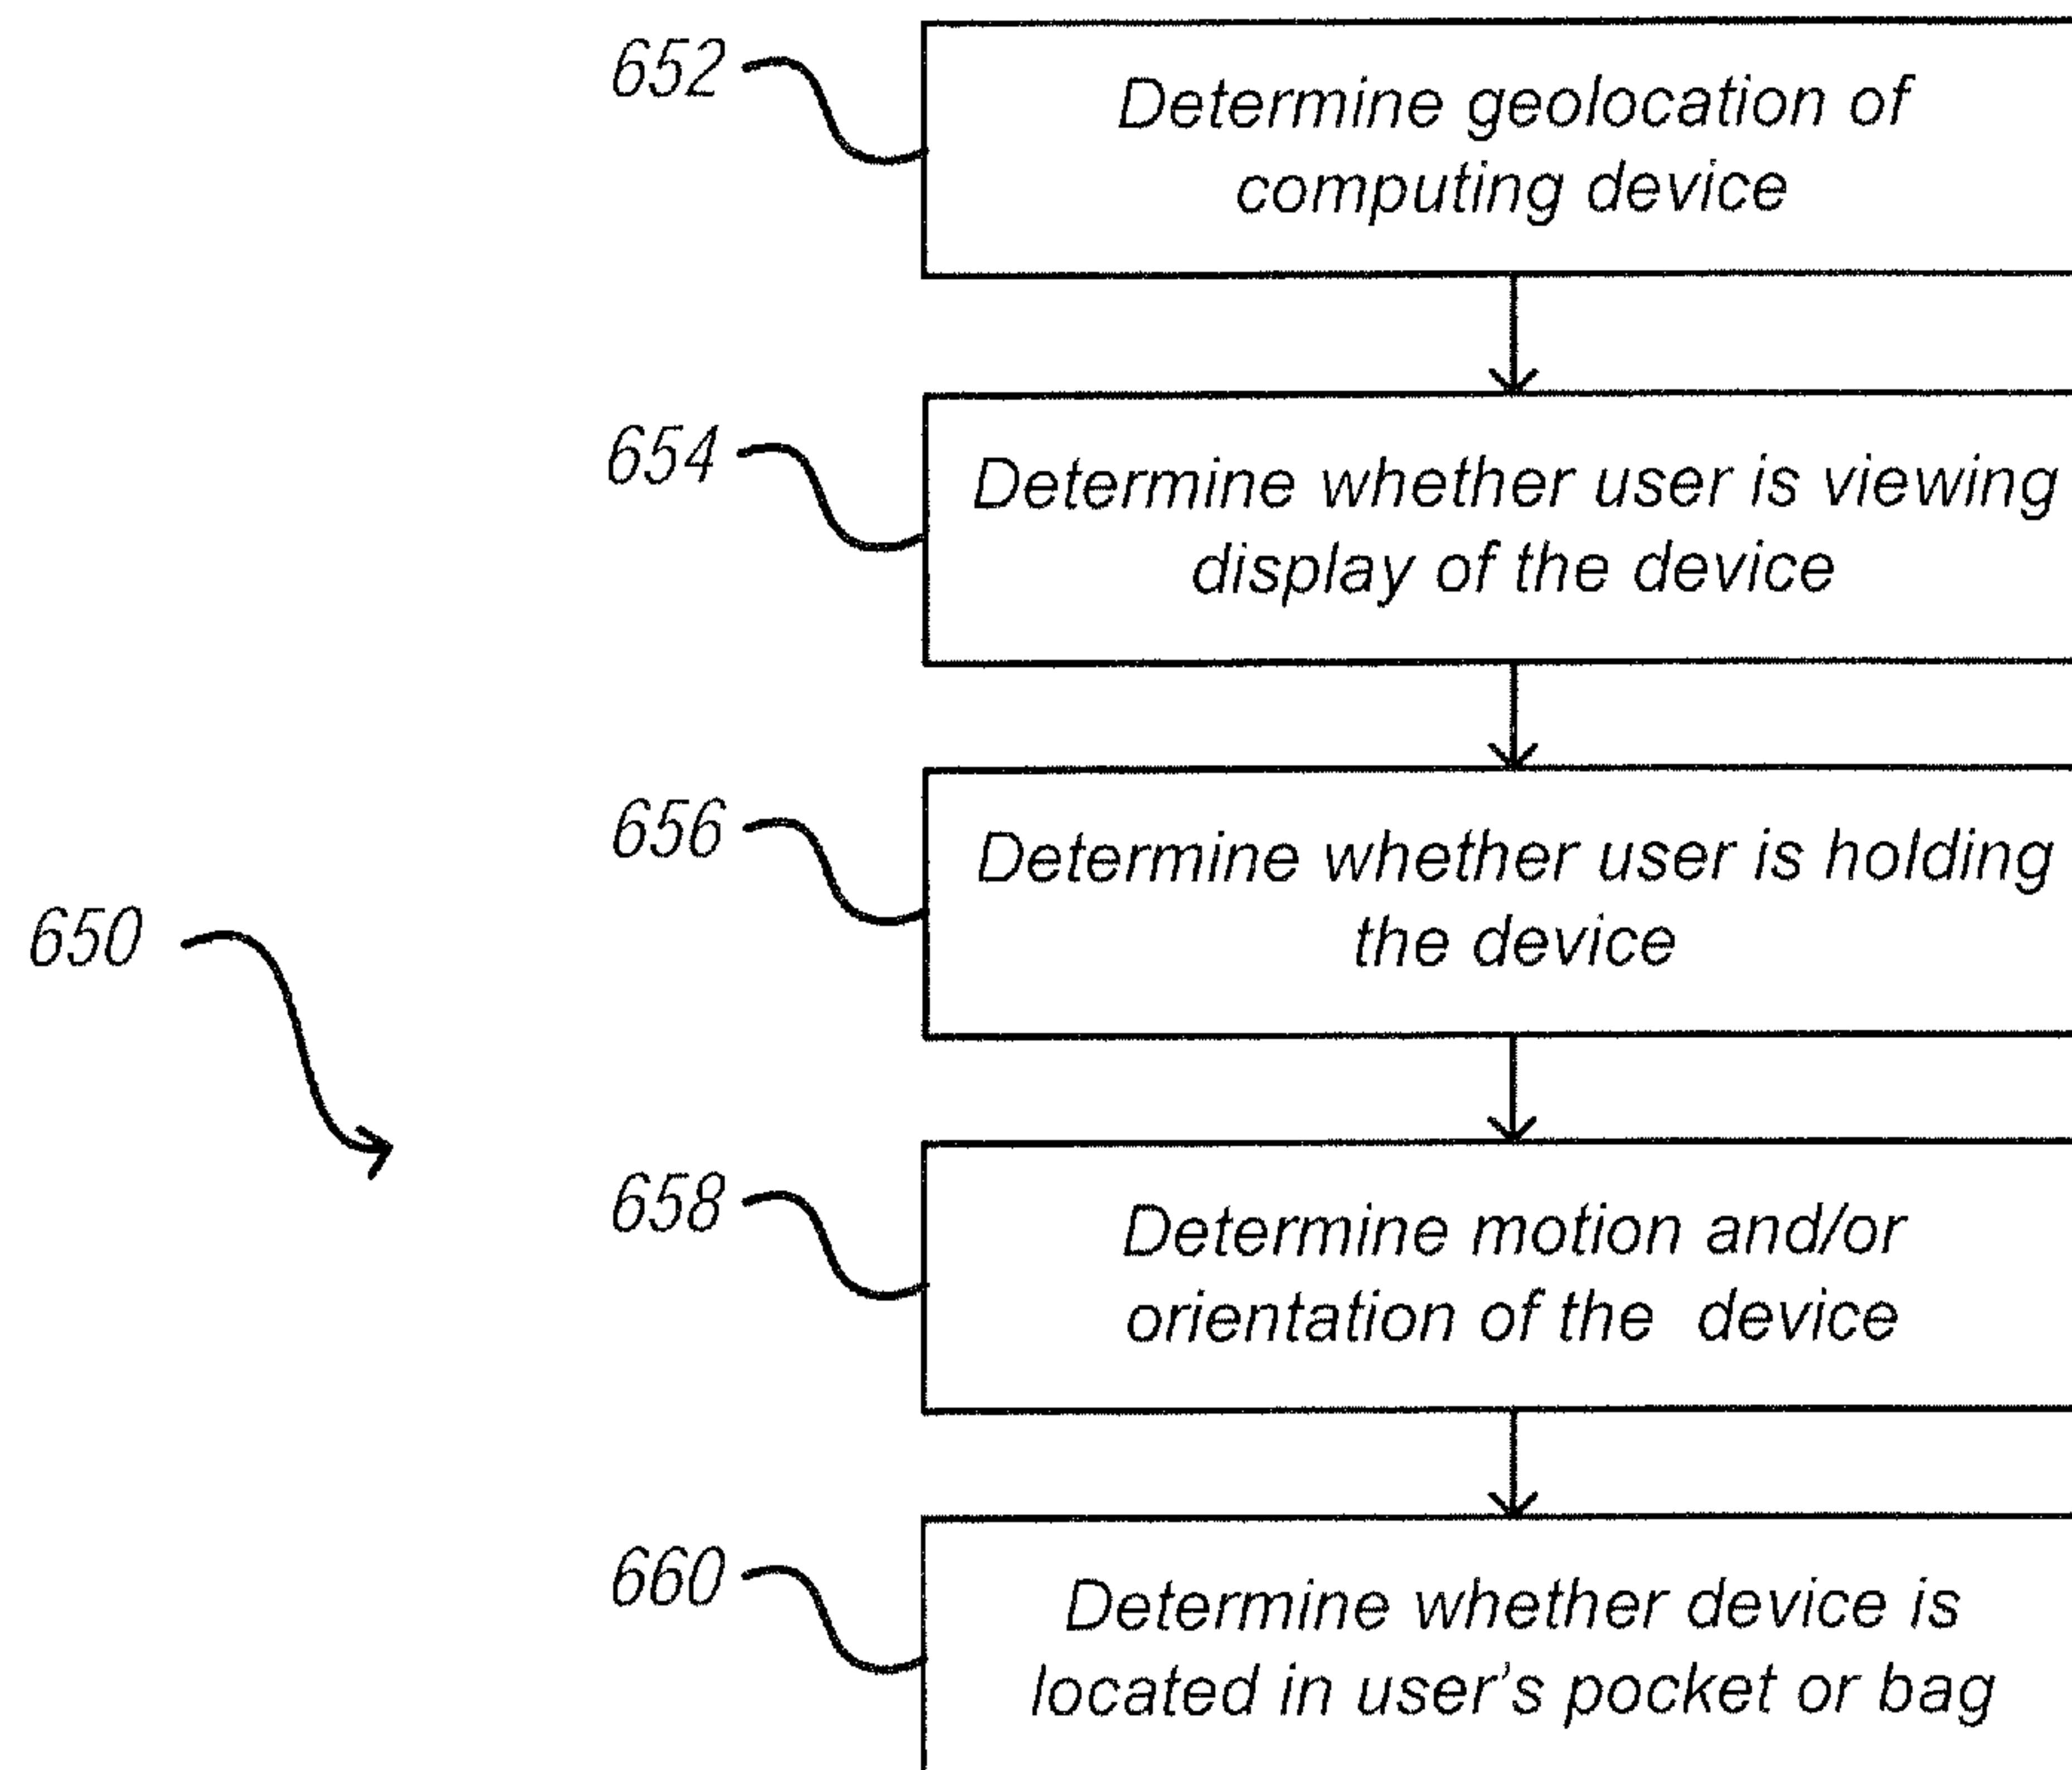 652
Determine geolocation of
computing device
654
Determine whether user is viewing
display of the device
656
Determine whether user is holding
the device
650
658
Determine motion and/or
orientation of the device
660
Determine whether device is
located in user's pocket or bag